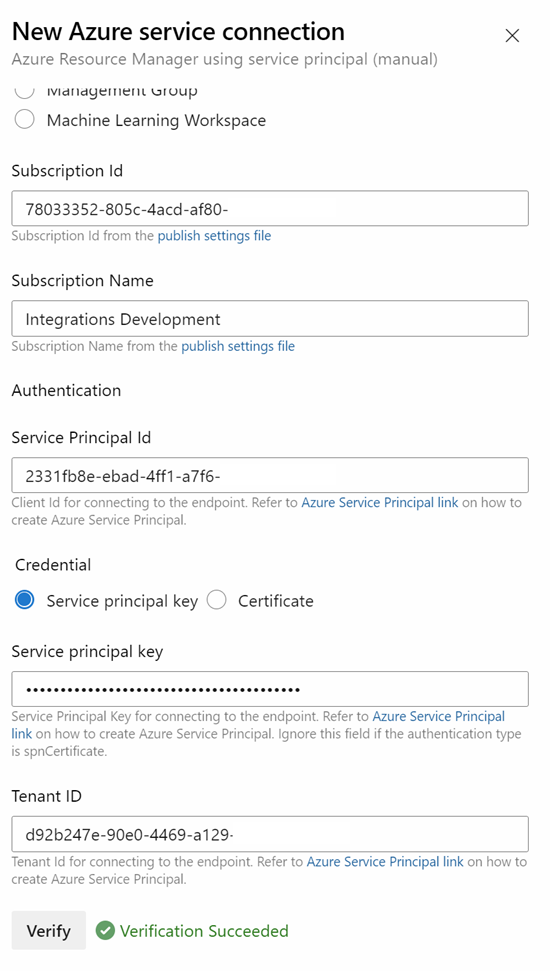 New Azure service connection
Azure Resource Manager using service principal (manual)
Management Group
Machine Learning Workspace
Subscription Id
78033352-805c-4acd-af80-
Subscription Id from the publish settings file
Subscription Name
Integrations Development
Subscription Name from the publish settings file
Authentication
Service Principal Id
2331fb8e-ebad-4ff1-a7f6-
Client Id for connecting to the endpoint. Refer to Azure Service Principal link on how to
create Azure Service Principal.
Credential
Service principal key Certificate
Service principal key
••••••••••••••••••••••••••••••••••••••••
Service Principal Key for connecting to the endpoint. Refer to Azure Service Principal
link on how to create Azure Service Principal. Ignore this field if the authentication type
is spnCertificate.
Tenant ID
d92b247e-90e0-4469-a129-
Tenant Id for connecting to the endpoint. Refer to Azure Service Principal link on how to
create Azure Service Principal.
Verify Verification Succeeded